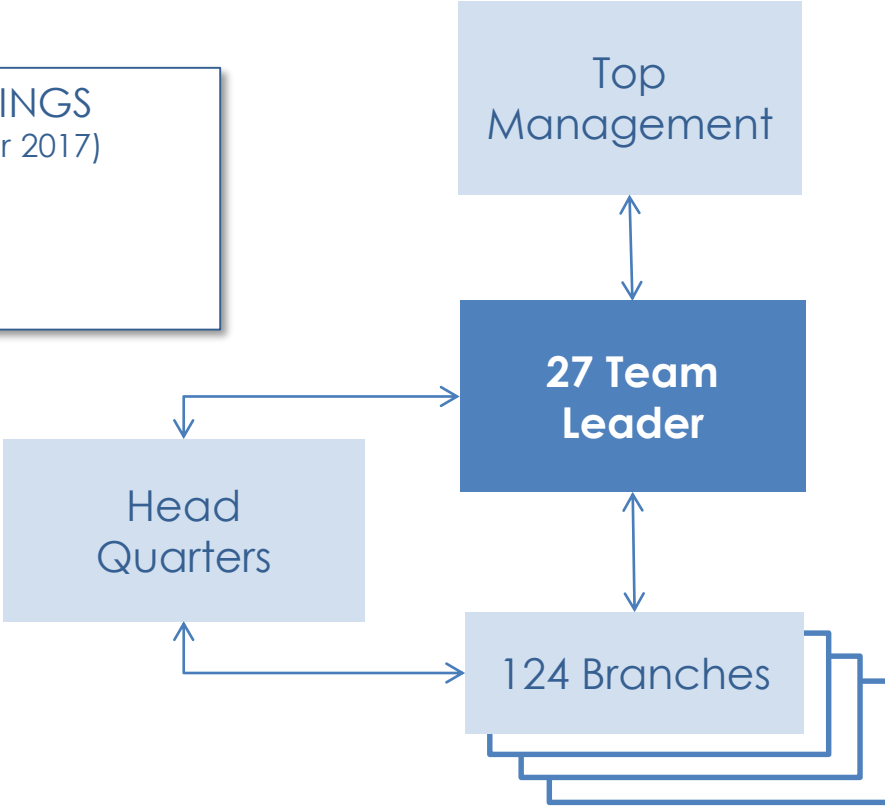 INGS
r 2017)
Top
Management
27 Team
Leader
Head
Quarters
124 Branches